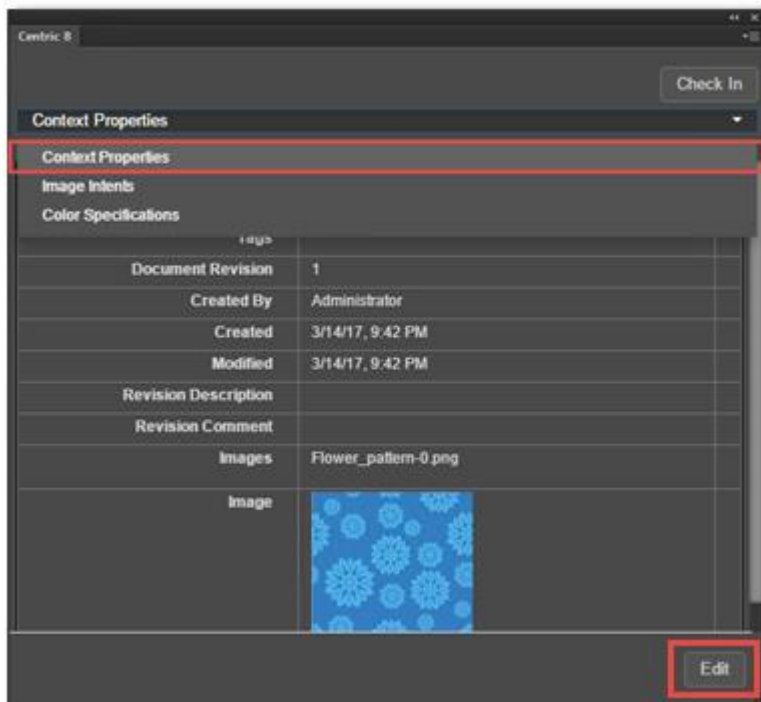 Centric 8
Check In
Context Properties
Context Properties
Image Intents
Color Specifications
Tags
Document Revision 1
Created By Administrator
Created 3/14/17, 9:42 PM
Modified 3/14/17, 9:42 PM
Revision Description
Revision Comment
Images Flower_pattern-0.png
Image
Edit